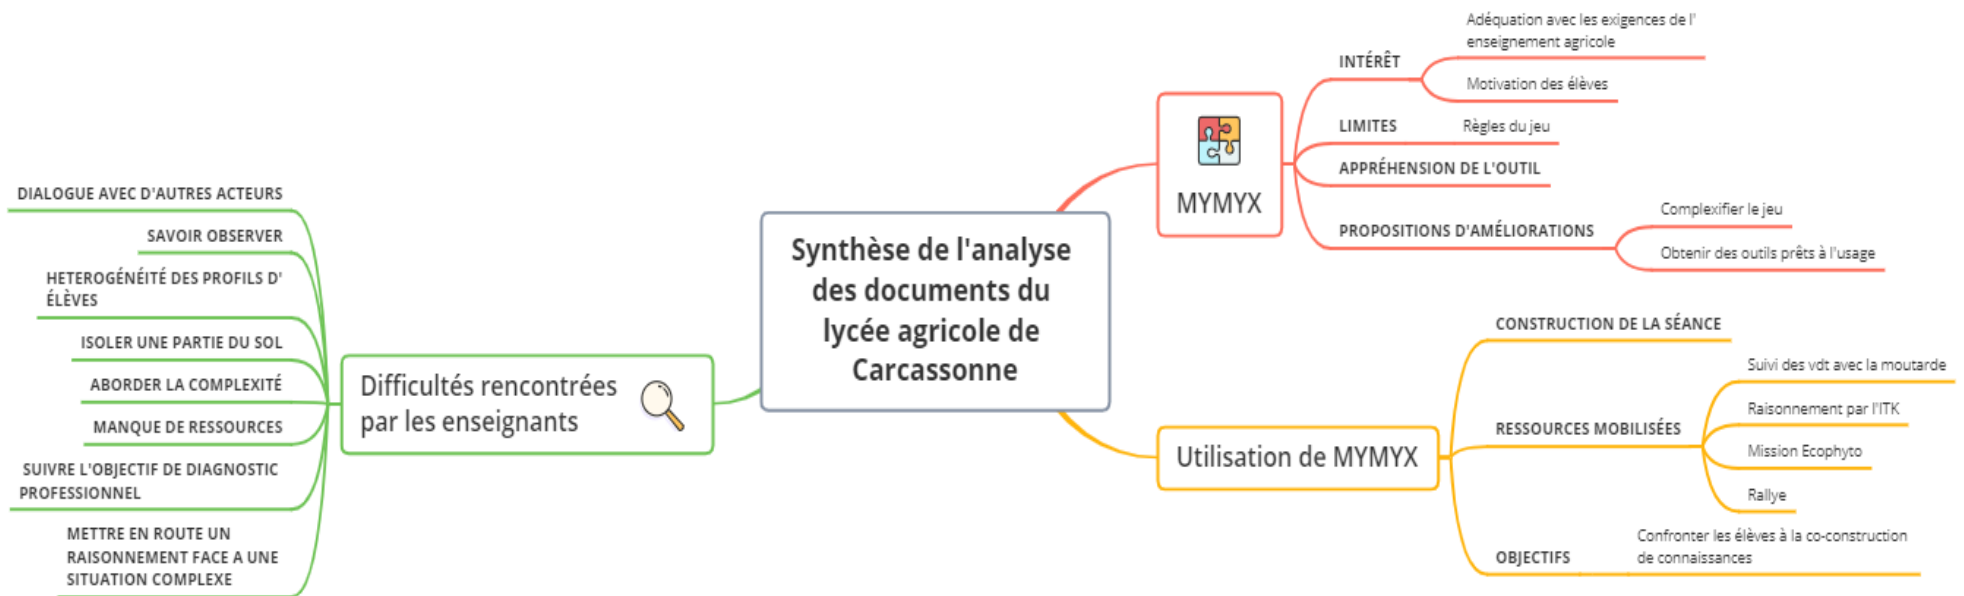 Synthèse de l'analyse
des documents du
lycée agricole de
Carcassonne
MYMYX
INTÉRÊT
Adéquation avec les exigences de l'
enseignement agricole
Motivation des élèves
LIMITES
Règles du jeu
APPRÉHENSION DE L'OUTIL
PROPOSITIONS D'AMÉLIORATIONS
Complexifier le jeu
Obtenir des outils prêts à l'usage
Utilisation de MYMYX
CONSTRUCTION DE LA SÉANCE
RESSOURCES MOBILISÉES
Suivi des vdt avec la moutarde
Raisonnement par l'ITK
Mission Ecophyto
Rallye
OBJECTIFS
Confronter les élèves à la co-construction
de connaissances
Difficultés rencontrées
par les enseignants
DIALOGUE AVEC D'AUTRES ACTEURS
SAVOIR OBSERVER
HETEROGÉNÉITÉ DES PROFILS D'
ÉLÈVES
ISOLER UNE PARTIE DU SOL
ABORDER LA COMPLEXITÉ
MANQUE DE RESSOURCES
SUIVRE L'OBJECTIF DE DIAGNOSTIC
PROFESSIONNEL
METTRE EN ROUTE UN
RAISONNEMENT FACE A UNE
SITUATION COMPLEXE